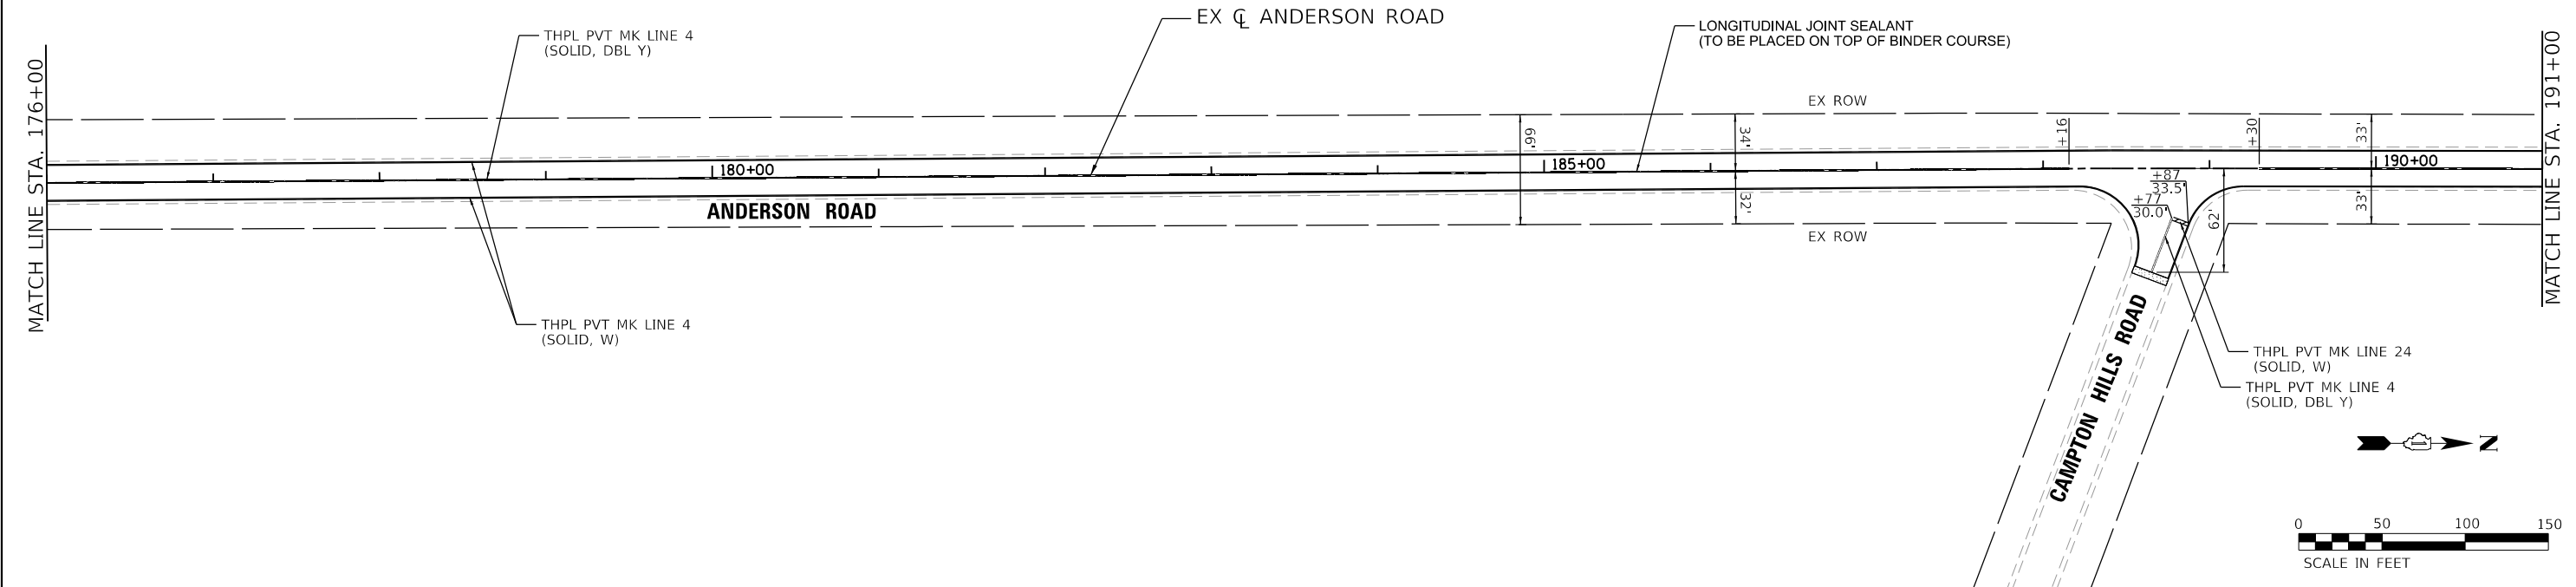 EX ℄ ANDERSON ROAD
THPL PVT MK LINE 4
(SOLID, DBL Y)
LONGITUDINAL JOINT SEALANT
(TO BE PLACED ON TOP OF BINDER COURSE)
MATCH LINE STA. 176+00
MATCH LINE STA. 191+00
EX ROW
66'
34'
+16
+30
33'
180+00
185+00
190+00
+87
33.5'
+77
30.0'
32'
62'
33'
ANDERSON ROAD
EX ROW
THPL PVT MK LINE 4
(SOLID, W)
CAMPTON HILLS ROAD
THPL PVT MK LINE 24
(SOLID, W)
THPL PVT MK LINE 4
(SOLID, DBL Y)
N
0 50 100 150
SCALE IN FEET